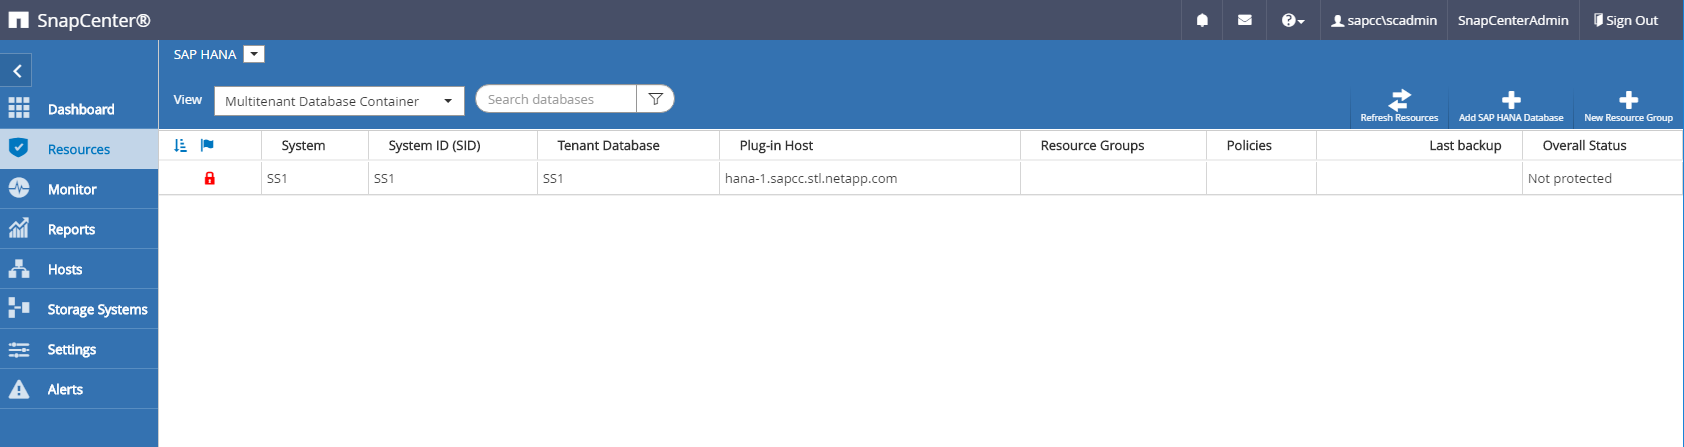 SnapCenter®
sapcc\scadmin
SnapCenterAdmin
Sign Out
SAP HANA
View
Multitenant Database Container
Search databases
Refresh Resources
Add SAP HANA Database
New Resource Group
Dashboard
Resources
Monitor
Reports
Hosts
Storage Systems
Settings
Alerts
System System ID (SID) Tenant Database Plug-in Host Resource Groups Policies Last backup Overall Status
SS1 SS1 SS1 hana-1.sapcc.stl.netapp.com Not protected